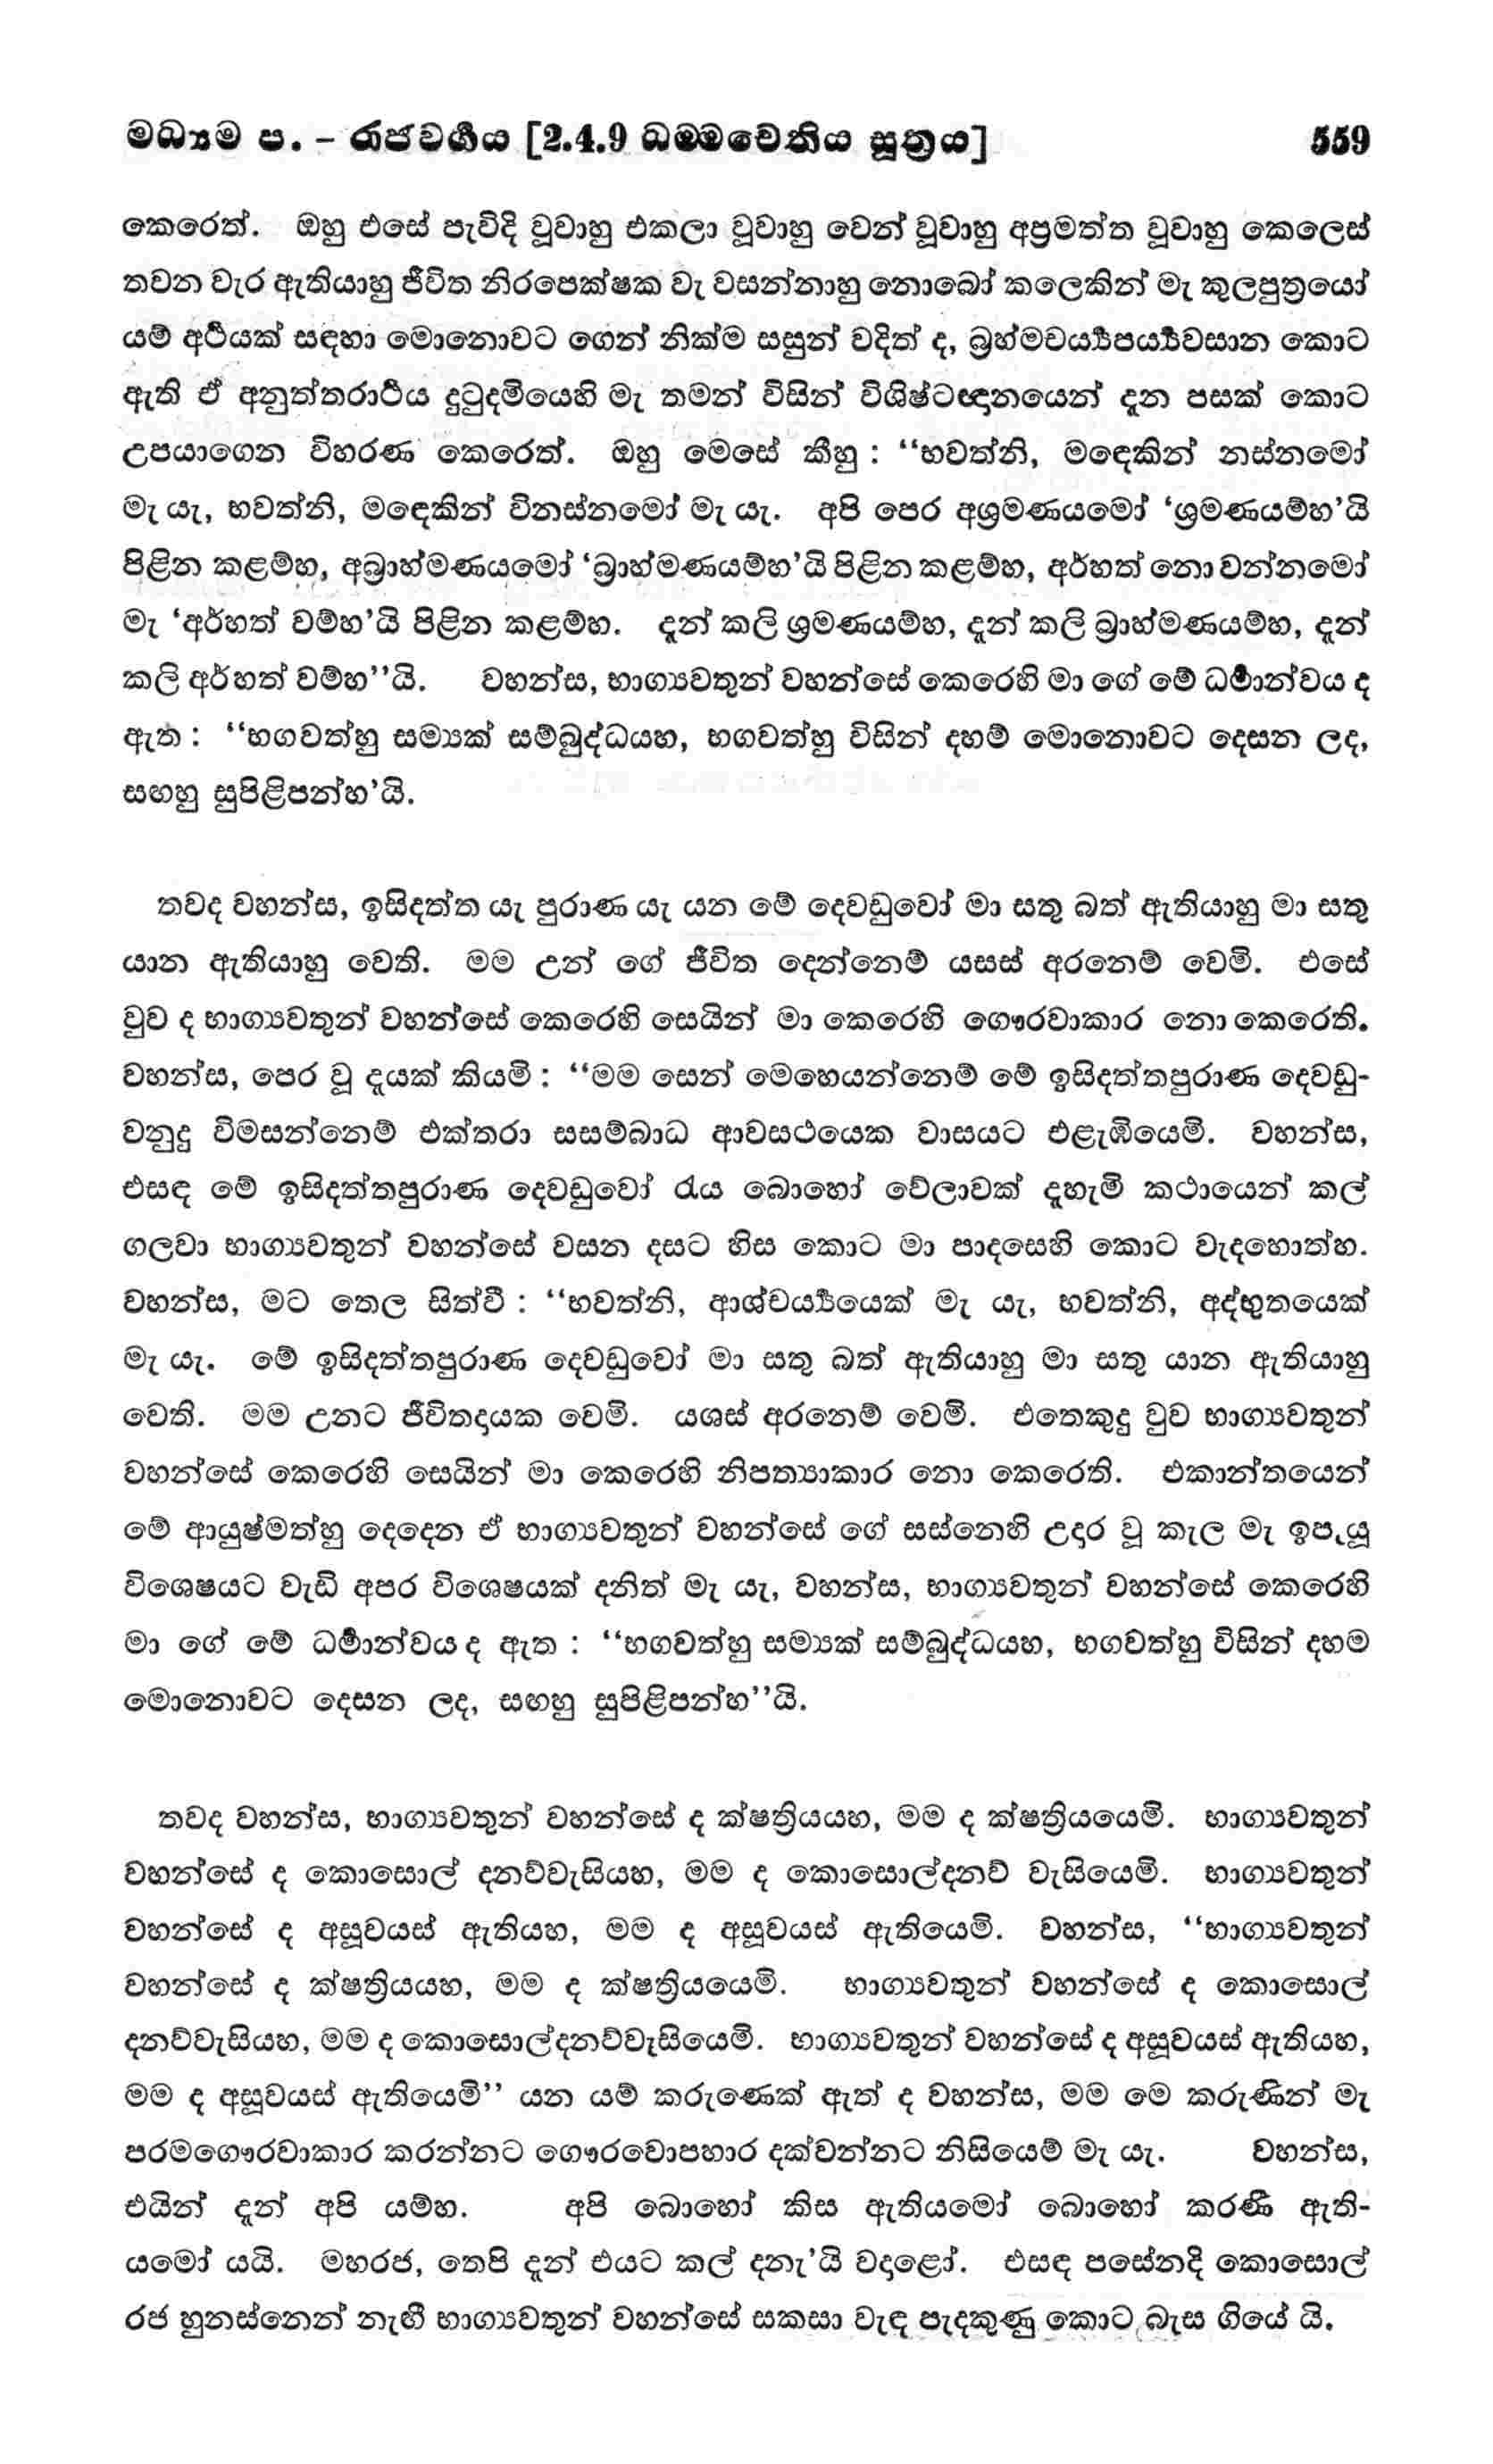 මධ්‍යම ප. – රාජවර්‍ගය [2.4.9 ධම්මචෙතිය සූත්‍රය] 559
කෙරෙත්. ඔහු එසේ පැවිදි වූවාහු එකලා වූවාහු වෙන් වූවාහු අප්‍රමත්ත වූවාහු කෙලෙස්
තවන වැර ඇතියාහු ජීවිත නිරපෙක්ෂක වැ වසන්නාහු නොබෝ කලෙකින් මැ කුලපුත්‍රයෝ
යම් අර්‍ථයක් සඳහා මොනොවට ගෙන් නික්ම සසුන් වදිත් ද, බ්‍රහ්මචර්‍ය්‍යපර්‍ය්‍යවසාන කොට
ඇති ඒ අනුත්තරාර්‍ථය දුටුදමියෙහි මැ තමන් විසින් විශිෂ්ටඥානයෙන් දැන පසක් කොට
උපයාගෙන විහරණ කෙරෙත්. ඔහු මෙසේ කීහු : “භවත්නි, මඳෙකින් නස්නමෝ
මැ යැ, භවත්නි, මඳෙකින් විනස්නමෝ මැ යැ. අපි පෙර අශ්‍රමණයමෝ ‘ශ්‍රමණයම්හ’යි
පිළින කළම්හ, අබ්‍රාහ්මණයමෝ ‘බ්‍රාහ්මණයම්හ’යි පිළින කළම්හ, අර්හත් නො වන්නමෝ
මැ ‘අර්හත් වම්හ’යි පිළින කළම්හ. දැන් කලි ශ්‍රමණයම්හ, දැන් කලි බ්‍රාහ්මණයම්හ, දැන්
කලි අර්හත් වම්හ”යි. වහන්ස, භාග්‍යවතුන් වහන්සේ කෙරෙහි මා ගේ මේ ධර්‍මාන්වය ද
ඇත : “භගවත්හු සම්‍යක් සම්බුද්ධයහ, භගවත්හු විසින් දහම් මොනොවට දෙසන ලද,
සඟහු සුපිළිපන්හ’යි.
තවද වහන්ස, ඉසිදත්ත යැ පුරාණ යැ යන මේ දෙවඩුවෝ මා සතු බත් ඇතියාහු මා සතු
යාන ඇතියාහු වෙති. මම උන් ගේ ජීවිත දෙන්නෙම් යසස් අරනෙම් වෙමි. එසේ
වුව ද භාග්‍යවතුන් වහන්සේ කෙරෙහි සෙයින් මා කෙරෙහි ගෞරවාකාර නො කෙරෙති.
වහන්ස, පෙර වූ දැයක් කියමි : “මම සෙන් මෙහෙයන්නෙම් මේ ඉසිදත්තපුරාණ දෙවඩු-
වනුදු විමසන්නෙම් එක්තරා සසම්බාධ ආවසථයෙක වාසයට එළැඹියෙමි. වහන්ස,
එසඳ මේ ඉසිදත්තපුරාණ දෙවඩුවෝ රැය බොහෝ වේලාවක් දැහැමි කථායෙන් කල්
ගලවා භාග්‍යවතුන් වහන්සේ වසන දසට හිස කොට මා පාදසෙහි කොට වැදහොත්හ.
වහන්ස, මට තෙල සිත්වී : “භවත්නි, ආශ්චර්‍ය්‍යයෙක් මැ යැ, භවත්නි, අද්භුතයෙක්
මැ යැ. මේ ඉසිදත්තපුරාණ දෙවඩුවෝ මා සතු බත් ඇතියාහු මා සතු යාන ඇතියාහු
වෙති. මම උනට ජීවිතදායක වෙමි. යශස් අරනෙම් වෙමි. එතෙකුදු වුව භාග්‍යවතුන්
වහන්සේ කෙරෙහි සෙයින් මා කෙරෙහි නිපත්‍යාකාර නො කෙරෙති. එකාන්තයෙන්
මේ ආයුෂ්මත්හු දෙදෙන ඒ භාග්‍යවතුන් වහන්සේ ගේ සස්නෙහි උදාර වූ කැල මැ ඉපැයූ
විශෙෂයට වැඩි අපර විශෙෂයක් දනිත් මැ යැ, වහන්ස, භාග්‍යවතුන් වහන්සේ කෙරෙහි
මා ගේ මේ ධර්‍මාන්වය ද ඇත : “භගවත්හු සම්‍යක් සම්බුද්ධයහ, භගවත්හු විසින් දහම
මොනොවට දෙසන ලද, සඟහු සුපිළිපන්හ”යි.
තවද වහන්ස, භාග්‍යවතුන් වහන්සේ ද ක්ෂත්‍රියයහ, මම ද ක්ෂත්‍රියයෙමි. භාග්‍යවතුන්
වහන්සේ ද කොසොල් දනව්වැසියහ, මම ද කොසොල්දනව් වැසියෙමි. භාග්‍යවතුන්
වහන්සේ ද අසූවයස් ඇතියහ, මම ද අසූවයස් ඇතියෙමි. වහන්ස, “භාග්‍යවතුන්
වහන්සේ ද ක්ෂත්‍රියයහ, මම ද ක්ෂත්‍රියයෙමි. භාග්‍යවතුන් වහන්සේ ද කොසොල්
දනව්වැසියහ, මම ද කොසොල්දනව්වැසියෙමි. භාග්‍යවතුන් වහන්සේ ද අසූවයස් ඇතියහ,
මම ද අසූවයස් ඇතියෙමි” යන යම් කරුණෙක් ඇත් ද වහන්ස, මම මෙ කරුණින් මැ
පරමගෞරවාකාර කරන්නට ගෞරවොපහාර දක්වන්නට නිසියෙම් මැ යැ. වහන්ස,
එයින් දැන් අපි යම්හ. අපි බොහෝ කිස ඇතියමෝ බොහෝ කරණී ඇති-
යමෝ යයි. මහරජ, තෙපි දැන් එයට කල් දනැ’යි වදාළෝ. එසඳ පසේනදි කොසොල්
රජ හුනස්නෙන් නැඟී භාග්‍යවතුන් වහන්සේ සකසා වැඳ පැදකුණු කොට බැස ගියේ යි.